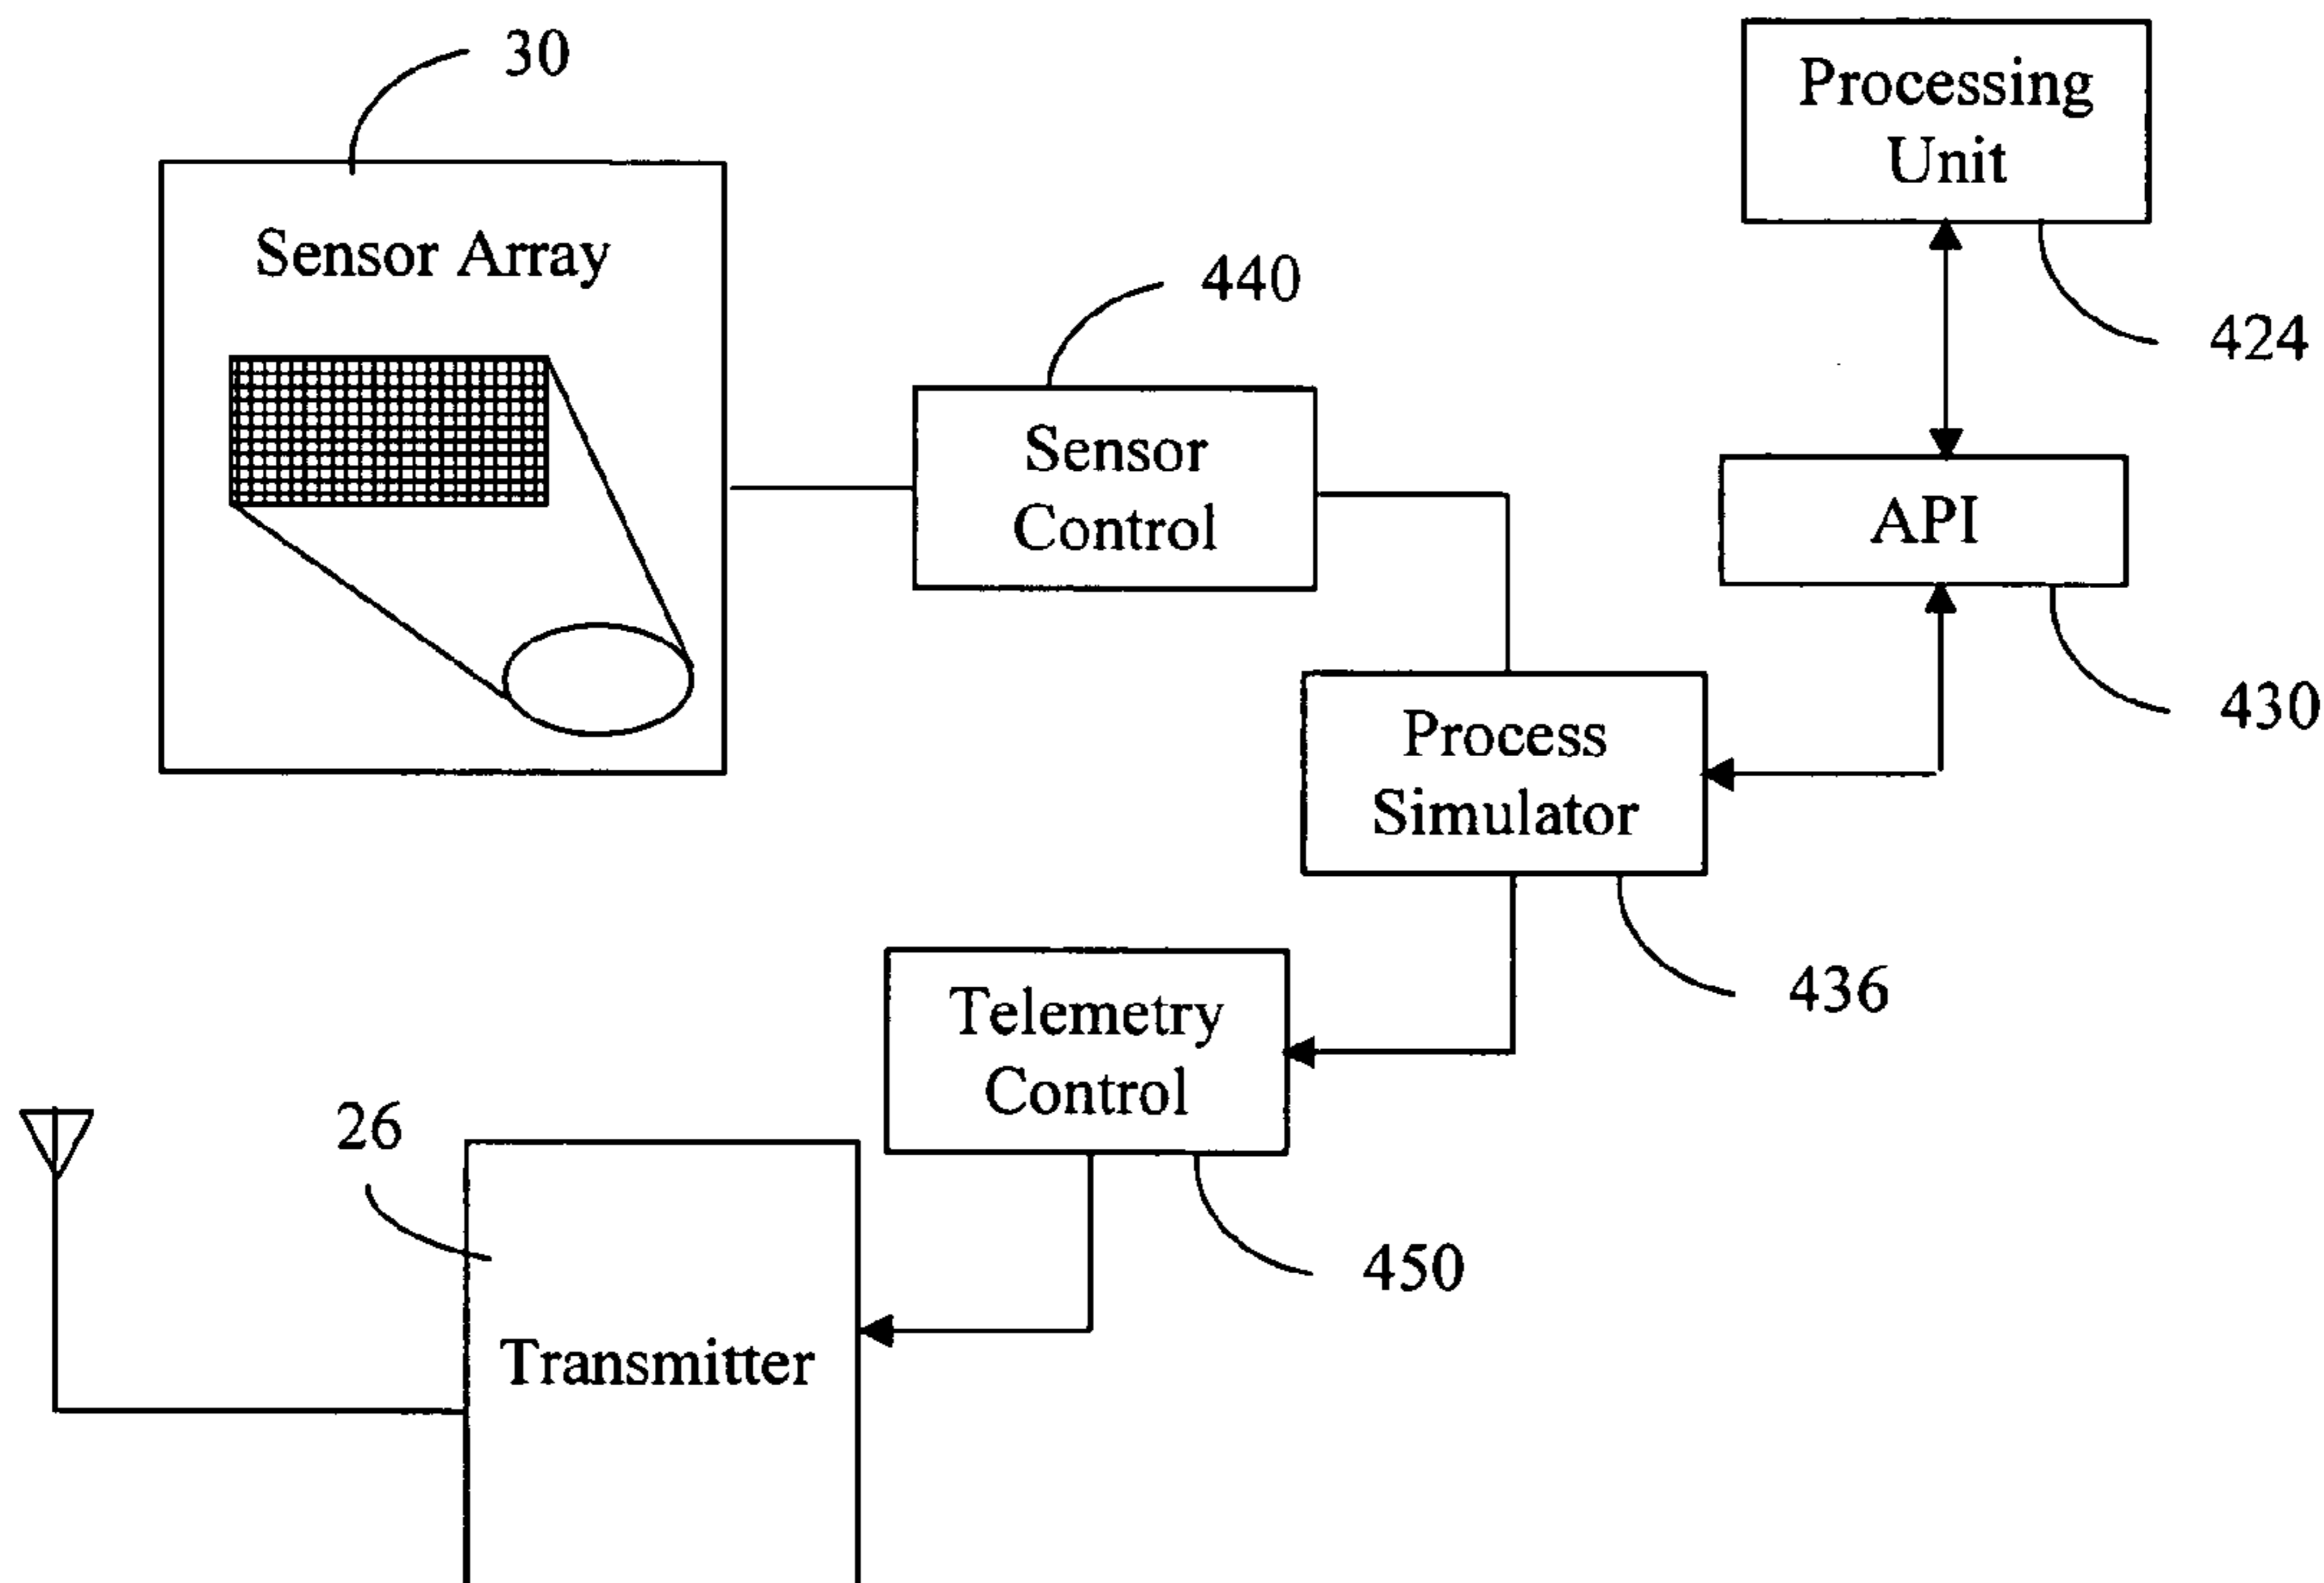 30
Processing
Unit
Sensor Array
440
424
Sensor
Control
API
430
Process
Simulator
436
Telemetry
Control
26
450
Transmitter